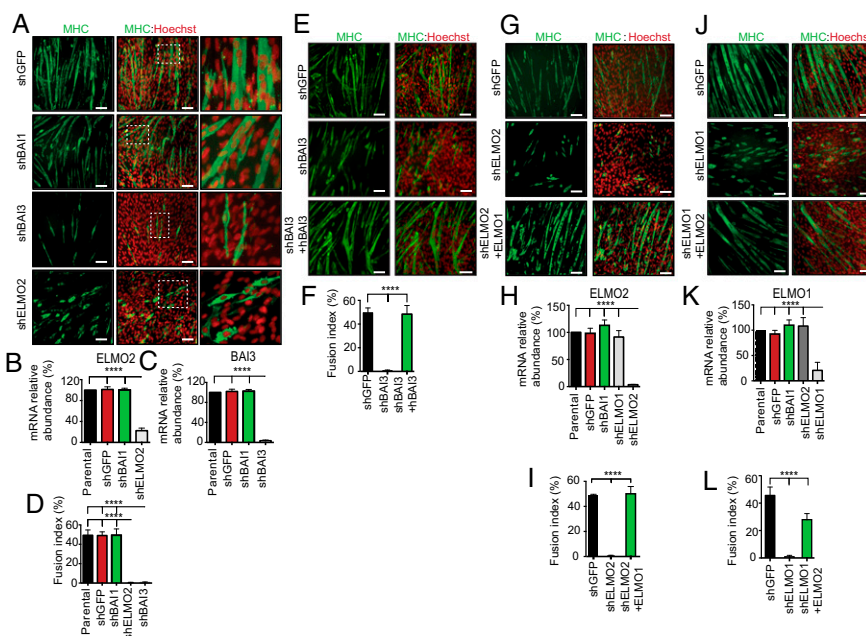 A
MHC
MHC:Hoechst
shGFP
shBAI1
shBAI3
shELMO2
B
ELMO2
mRNA relative
abundance (%)
120
80
40
0
****
Parental
shGFP
shBAI1
shELMO2
C
BAI3
mRNA relative
abundance (%)
120
80
40
0
****
Parental
shGFP
shBAI1
shBAI3
D
Fusion index (%)
60
40
20
0
****
****
Parental
shGFP
shBAI1
shELMO2
shBAI3
E
MHC
MHC:Hoechst
shGFP
shBAI3
shBAI3
+hBAI3
F
Fusion index (%)
60
40
20
0
****
shGFP
shBAI3
shBAI3
+hBAI3
G
MHC
MHC:Hoechst
shGFP
shELMO2
shELMO2
+ELMO1
H
ELMO2
mRNA relative
abundance (%)
150
100
50
0
****
Parental
shGFP
shBAI1
shELMO1
shELMO2
I
Fusion index (%)
60
40
20
0
****
shGFP
shELMO2
shELMO2
+ELMO1
J
MHC
MHC:Hoechst
shGFP
shELMO1
shELMO1
+ELMO2
K
ELMO1
mRNA relative
abundance (%)
150
100
50
0
****
Parental
shGFP
shBAI1
shELMO2
shELMO1
L
Fusion index (%)
60
40
20
0
****
shGFP
shELMO1
shELMO1
+ELMO2